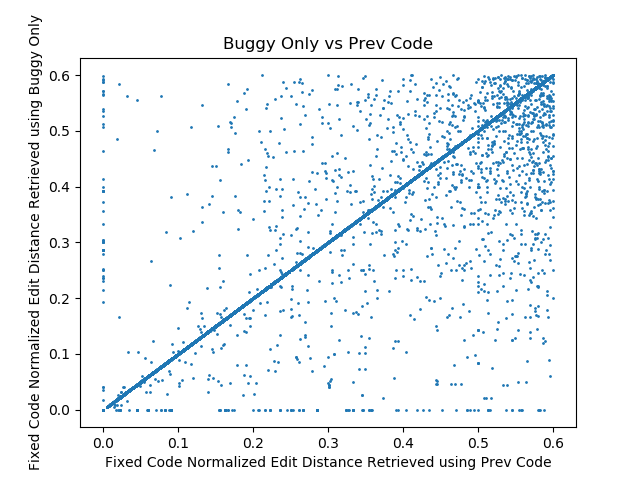 Buggy Only vs Prev Code
Fixed Code Normalized Edit Distance Retrieved using Buggy Only
0.6
0.5
0.4
0.3
0.2
0.1
0.0
0.0 0.1 0.2 0.3 0.4 0.5 0.6
Fixed Code Normalized Edit Distance Retrieved using Prev Code